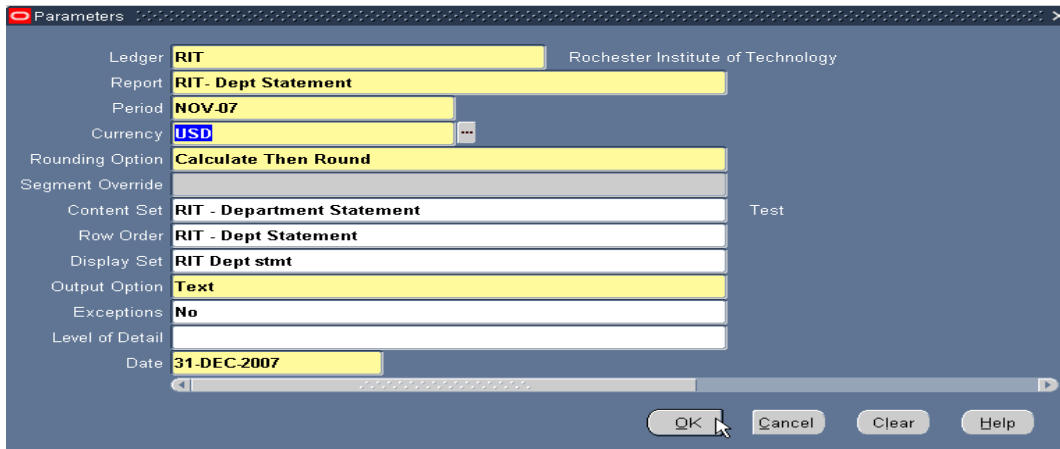 Parameters
Ledger RIT Rochester Institute of Technology
Report RIT- Dept Statement
Period NOV-07
Currency USD ...
Rounding Option Calculate Then Round
Segment Override
Content Set RIT - Department Statement Test
Row Order RIT - Dept Statement
Display Set RIT Dept stmt
Output Option Text
Exceptions No
Level of Detail
Date 31-DEC-2007
OK Cancel Clear Help